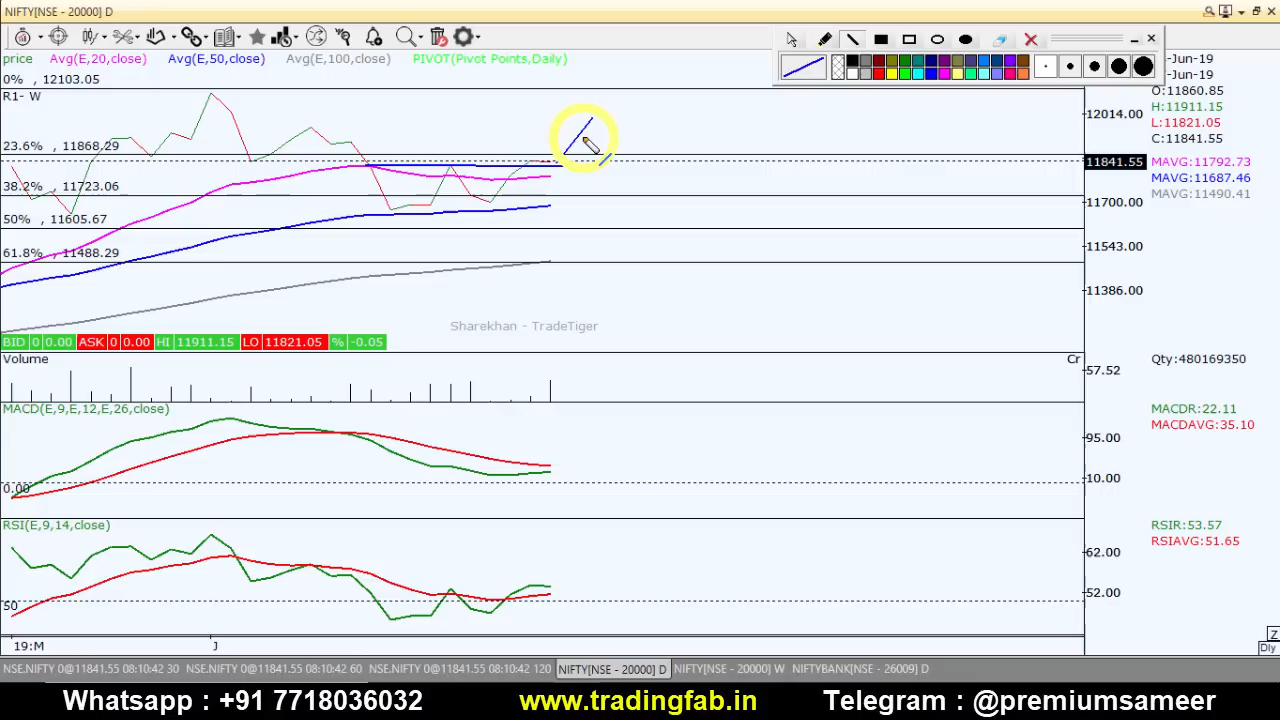 NIFTY[NSE - 20000] D
price Avg(E,20,close) Avg(E,50,close) Avg(E,100,close) PIVOT(Pivot Points,Daily)
-Jun-19
-Jun-19
0% , 12103.05
O:11860.85
R1- W
H:11911.15
12014.00
L:11821.05
C:11841.55
23.6% , 11868.29
11841.55
MAVG:11792.73
MAVG:11687.46
38.2% , 11723.06
MAVG:11490.41
11700.00
50% , 11605.67
11543.00
61.8% , 11488.29
11386.00
Sharekhan - TradeTiger
BID 0 0.00 ASK 0 0.00 HI 11911.15 LO 11821.05 % -0.05
Volume
Cr
Qty:480169350
57.52
MACD(E,9,E,12,E,26,close)
MACDR:22.11
MACDAVG:35.10
95.00
10.00
0.00
RSI(E,9,14,close)
RSIR:53.57
RSIAVG:51.65
62.00
52.00
50
19:M
J
Z
Dly
NSE.NIFTY 0@11841.55 08:10:42 30 NSE.NIFTY 0@11841.55 08:10:42 60 NSE.NIFTY 0@11841.55 08:10:42 120 NIFTY[NSE - 20000] D NIFTY[NSE - 20000] W NIFTYBANK[NSE - 26009] D
Whatsapp : +91 7718036032 www.tradingfab.in Telegram : @premiumsameer